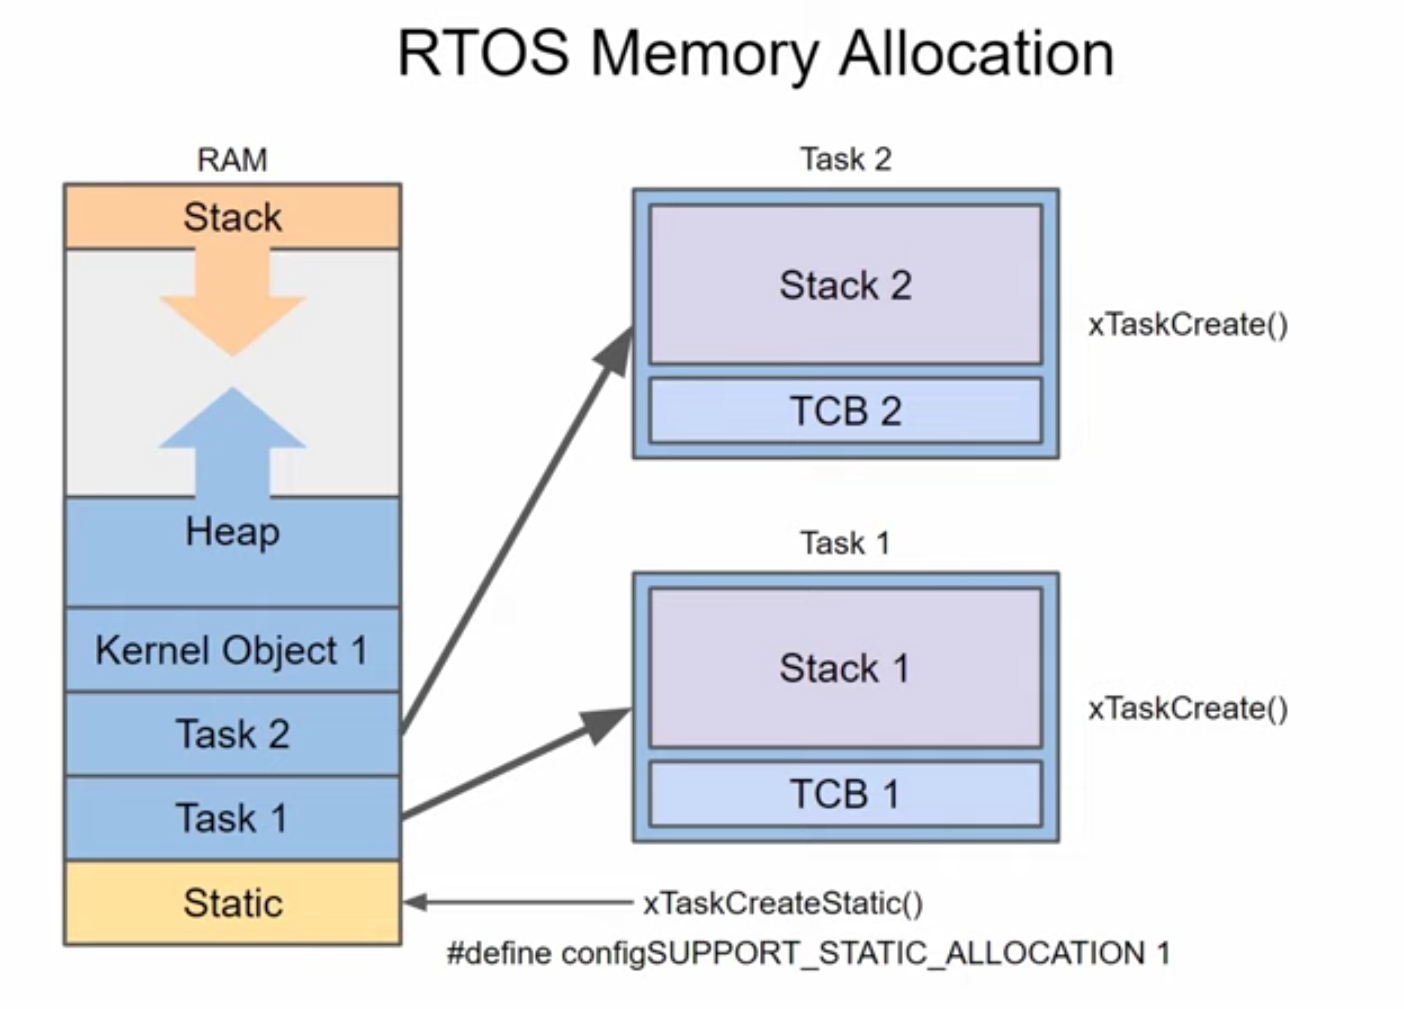 RTOS Memory Allocation
RAM
Stack
Heap
Kernel Object 1
Task 2
Task 1
Static
Task 2
Stack 2
TCB 2
xTaskCreate()
Task 1
Stack 1
TCB 1
xTaskCreate()
xTaskCreateStatic()
#define configSUPPORT_STATIC_ALLOCATION 1